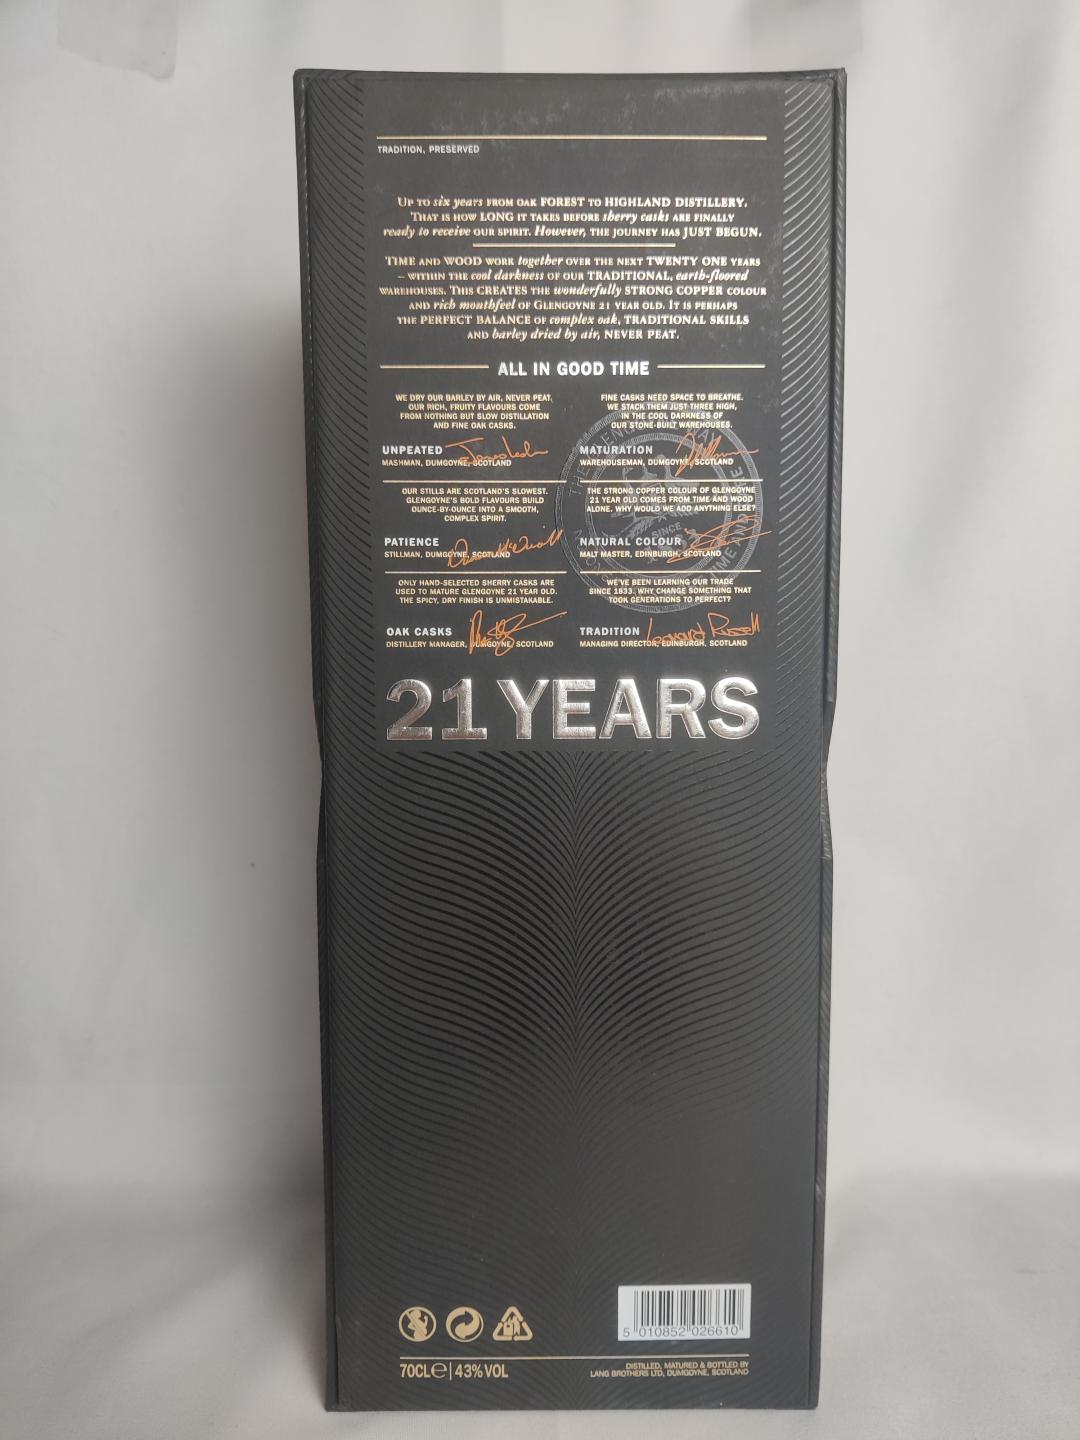 TRADITION, PRESERVED
UP TO six years FROM OAK FOREST TO HIGHLAND DISTILLERY.
THAT IS HOW LONG IT TAKES BEFORE sherry casks ARE FINALLY
ready to receive OUR SPIRIT. However, THE JOURNEY HAS JUST BEGUN.
TIME AND WOOD WORK together OVER THE NEXT TWENTY ONE YEARS
– WITHIN THE cool darkness OF OUR TRADITIONAL, earth-floored
WAREHOUSES. THIS CREATES THE wonderfully STRONG COPPER COLOUR
AND rich mouthfeel OF GLENGOYNE 21 YEAR OLD. IT IS PERHAPS
THE PERFECT BALANCE OF complex oak, TRADITIONAL SKILLS
AND barley dried by air, NEVER PEAT.
ALL IN GOOD TIME
WE DRY OUR BARLEY BY AIR, NEVER PEAT.
OUR RICH, FRUITY FLAVOURS COME
FROM NOTHING BUT SLOW DISTILLATION
AND FINE OAK CASKS.
UNPEATED
MASHMAN, DUMGOYNE, SCOTLAND
FINE CASKS NEED SPACE TO BREATHE.
WE STACK THEM JUST THREE HIGH,
IN THE COOL DARKNESS OF
OUR STONE-BUILT WAREHOUSES.
MATURATION
WAREHOUSEMAN, DUMGOYNE, SCOTLAND
OUR STILLS ARE SCOTLAND'S SLOWEST.
GLENGOYNE'S BOLD FLAVOURS BUILD
OUNCE-BY-OUNCE INTO A SMOOTH,
COMPLEX SPIRIT.
PATIENCE
STILLMAN, DUMGOYNE, SCOTLAND
THE STRONG COPPER COLOUR OF GLENGOYNE
21 YEAR OLD COMES FROM TIME AND WOOD
ALONE. WHY WOULD WE ADD ANYTHING ELSE?
NATURAL COLOUR
MALT MASTER, EDINBURGH, SCOTLAND
SINCE
ONLY HAND-SELECTED SHERRY CASKS ARE
USED TO MATURE GLENGOYNE 21 YEAR OLD.
THE SPICY, DRY FINISH IS UNMISTAKABLE.
OAK CASKS
DISTILLERY MANAGER, DUMGOYNE, SCOTLAND
WE'VE BEEN LEARNING OUR TRADE
SINCE 1833. WHY CHANGE SOMETHING THAT
TOOK GENERATIONS TO PERFECT?
TRADITION Leonard Russell
MANAGING DIRECTOR, EDINBURGH, SCOTLAND
21 YEARS
5 010852 026610
70CL e | 43% VOL
DISTILLED, MATURED & BOTTLED BY
LANG BROTHERS LTD, DUMGOYNE, SCOTLAND